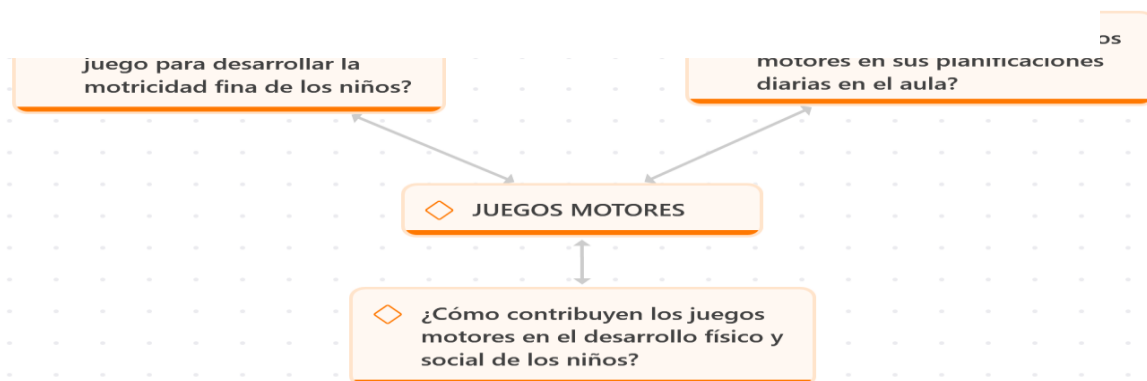 juego para desarrollar la
motricidad fina de los niños?
os
motores en sus planificaciones
diarias en el aula?
JUEGOS MOTORES
¿Cómo contribuyen los juegos
motores en el desarrollo físico y
social de los niños?